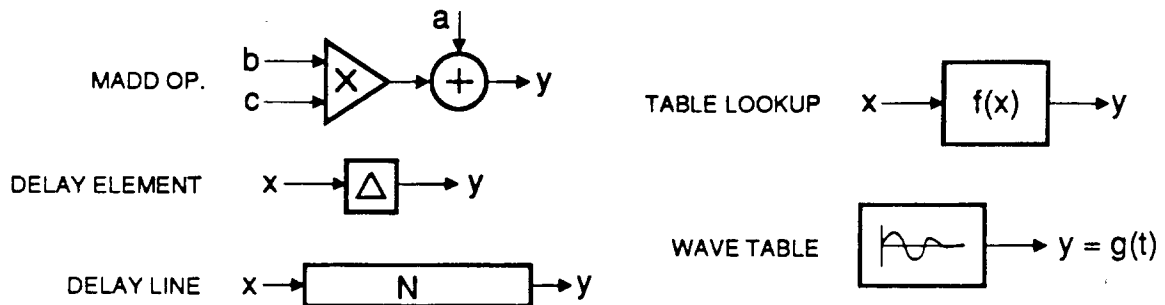 a
b
c
MADD OP. X + y
TABLE LOOKUP x f(x) y
DELAY ELEMENT x △ y
WAVE TABLE y = g(t)
DELAY LINE x N y